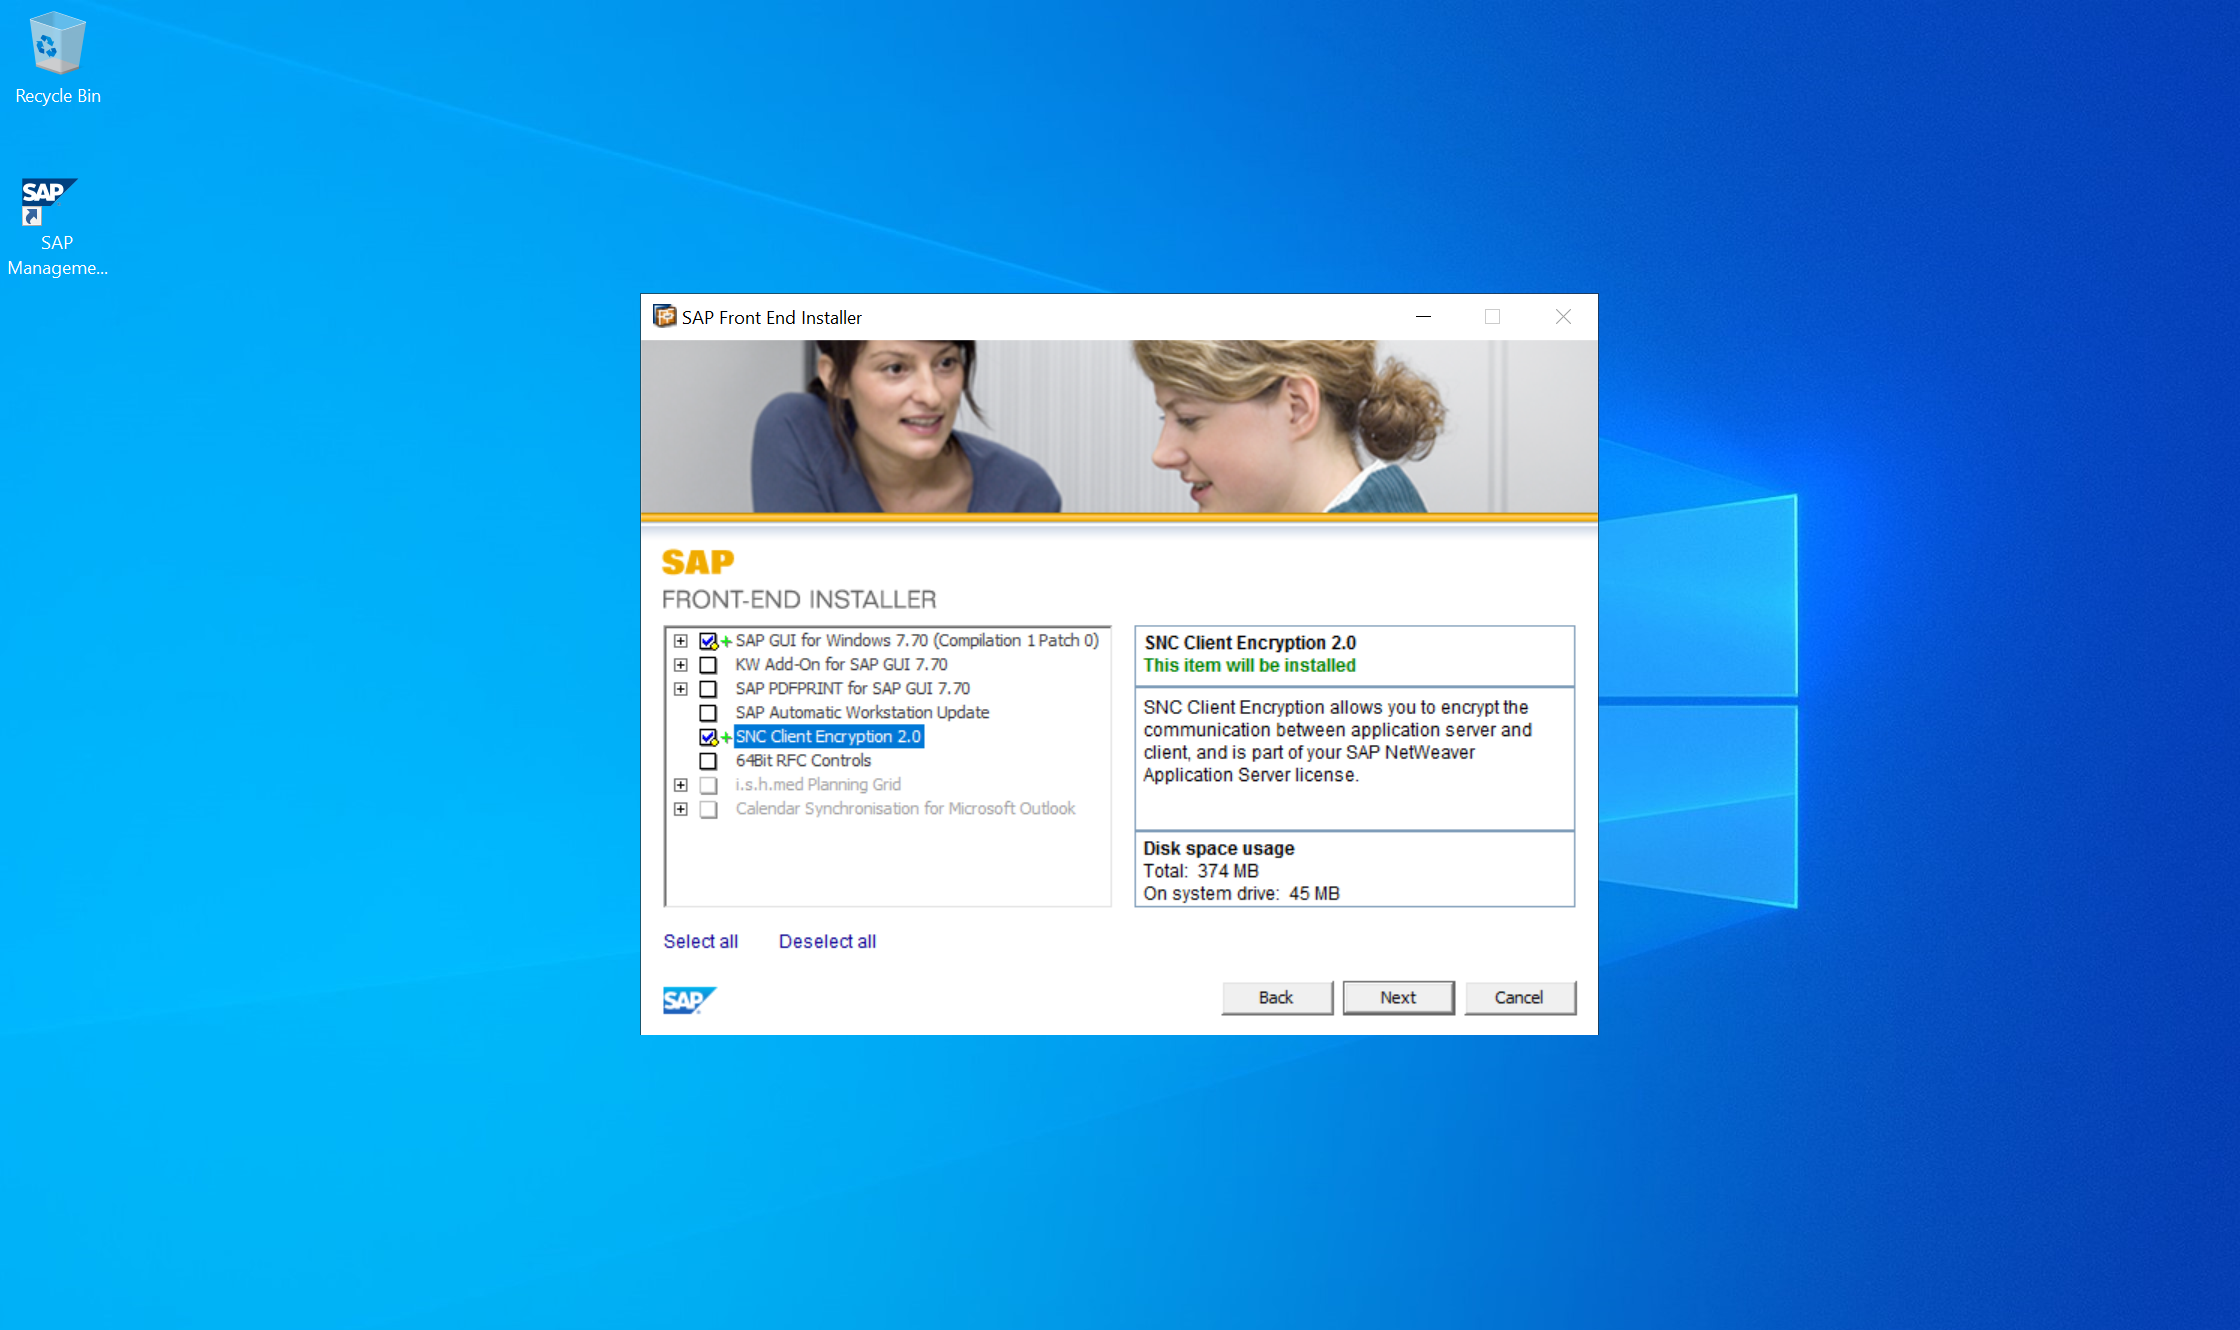 Recycle Bin
SAP
SAP
Manageme...
SAP Front End Installer
SAP
FRONT-END INSTALLER
SAP GUI for Windows 7.70 (Compilation 1 Patch 0)
KW Add-On for SAP GUI 7.70
SAP PDFPRINT for SAP GUI 7.70
SAP Automatic Workstation Update
SNC Client Encryption 2.0
64Bit RFC Controls
i.s.h.med Planning Grid
Calendar Synchronisation for Microsoft Outlook
SNC Client Encryption 2.0
This item will be installed
SNC Client Encryption allows you to encrypt the
communication between application server and
client, and is part of your SAP NetWeaver
Application Server license.
Disk space usage
Total: 374 MB
On system drive: 45 MB
Select all Deselect all
SAP
Back Next Cancel